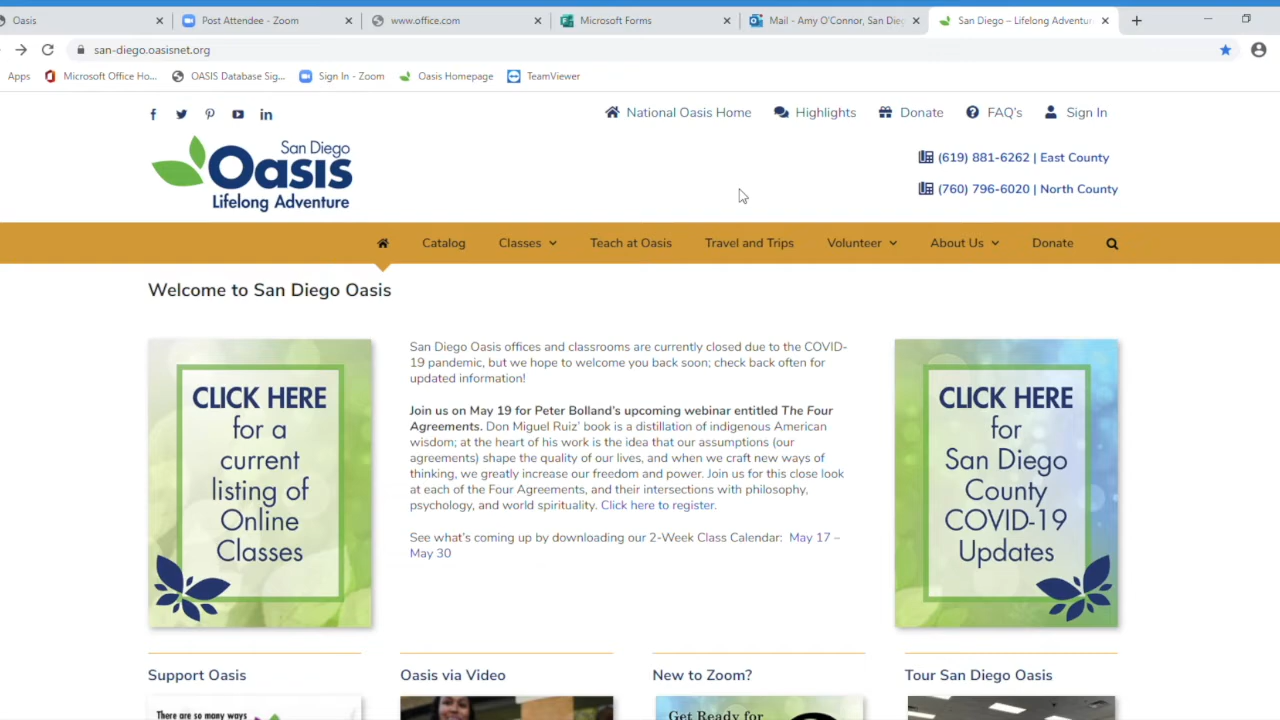 Oasis
Post Attendee - Zoom
www.office.com
Microsoft Forms
Mail - Amy O'Connor, San Dieg
San Diego – Lifelong Adventur
san-diego.oasisnet.org
Apps
Microsoft Office Ho...
OASIS Database Sig...
Sign In - Zoom
Oasis Homepage
TeamViewer
National Oasis Home
Highlights
Donate
FAQ's
Sign In
San Diego
Oasis
Lifelong Adventure
(619) 881-6262 | East County
(760) 796-6020 | North County
Catalog
Classes
Teach at Oasis
Travel and Trips
Volunteer
About Us
Donate
Welcome to San Diego Oasis
CLICK HERE
for a
current
listing of
Online
Classes
San Diego Oasis offices and classrooms are currently closed due to the COVID-
19 pandemic, but we hope to welcome you back soon; check back often for
updated information!
Join us on May 19 for Peter Bolland's upcoming webinar entitled The Four
Agreements. Don Miguel Ruiz' book is a distillation of indigenous American
wisdom; at the heart of his work is the idea that our assumptions (our
agreements) shape the quality of our lives, and when we craft new ways of
thinking, we greatly increase our freedom and power. Join us for this close look
at each of the Four Agreements, and their intersections with philosophy,
psychology, and world spirituality. Click here to register.
See what's coming up by downloading our 2-Week Class Calendar: May 17 –
May 30
CLICK HERE
for
San Diego
County
COVID-19
Updates
Support Oasis
Oasis via Video
New to Zoom?
Tour San Diego Oasis
There are so many ways
Get Ready for